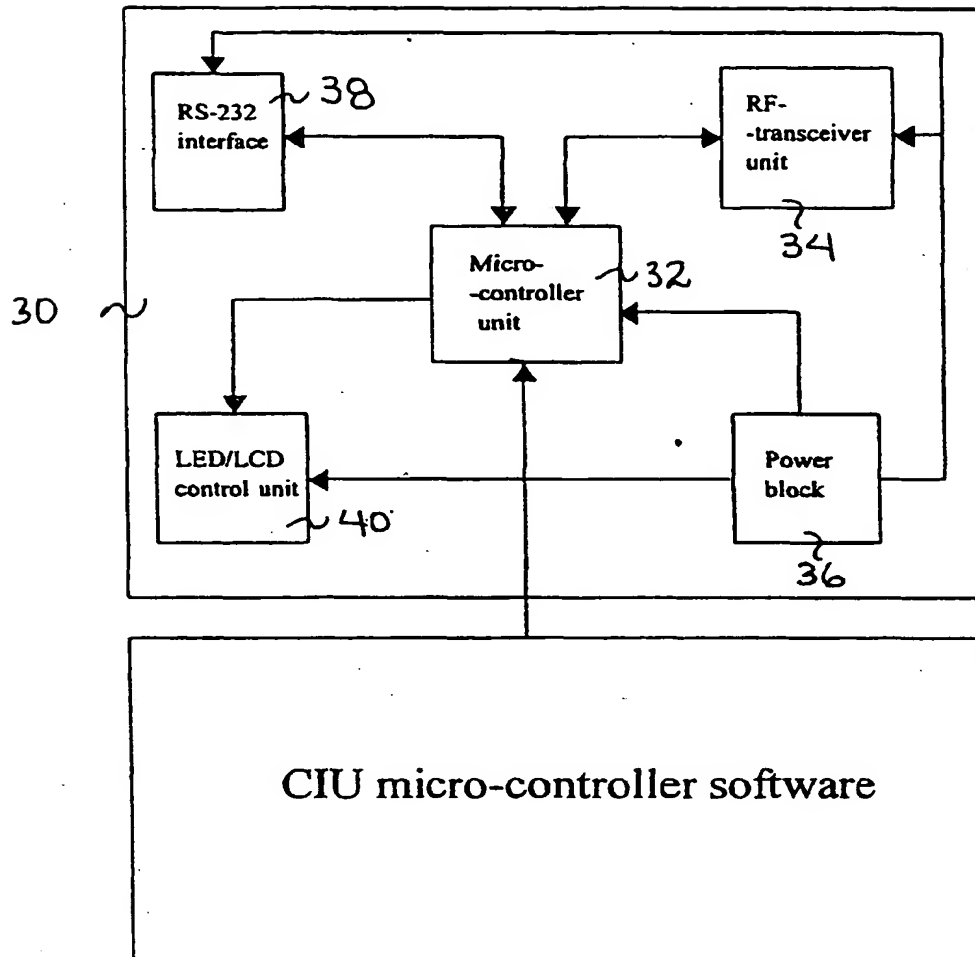 RS-232
interface
38
RF-
-transceiver
unit
34
Micro-
-controller
unit
32
30
LED/LCD
control unit
40
Power
block
36
CIU micro-controller software